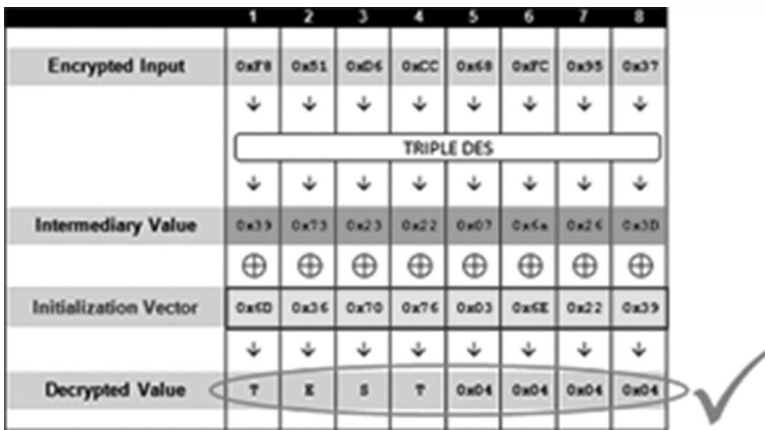 1 2 3 4 5 6 7 8
Encrypted Input 0xF8 0x51 0xD6 0xCC 0x68 0xFC 0x95 0x37
TRIPLE DES
Intermediary Value 0x39 0x73 0x23 0x22 0x07 0x6a 0x26 0x3D
Initialization Vector 0x6D 0x36 0x70 0x76 0x03 0x6E 0x22 0x39
Decrypted Value T E S T 0x04 0x04 0x04 0x04